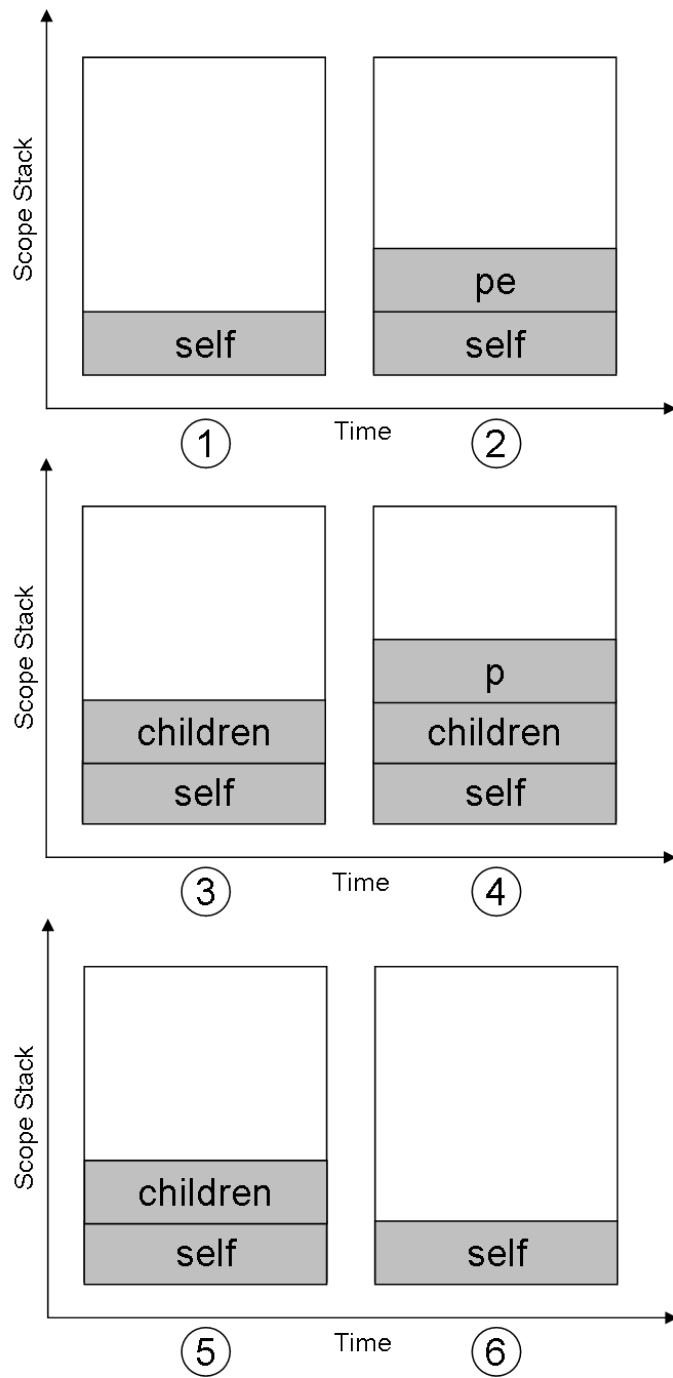 Scope Stack
pe
self
self
Time
1
2
Scope Stack
p
children
children
self
self
Time
3
4
Scope Stack
children
self
self
Time
5
6